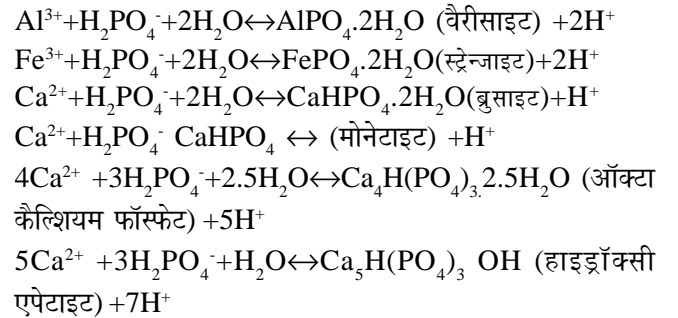 Al³⁺+H₂PO₄⁻+2H₂O↔AlPO₄.2H₂O (वैरीसाइट) +2H⁺
Fe³⁺+H₂PO₄⁻+2H₂O↔FePO₄.2H₂O(स्ट्रेन्जाइट)+2H⁺
Ca²⁺+H₂PO₄⁻+2H₂O↔CaHPO₄.2H₂O(ब्रुसाइट)+H⁺
Ca²⁺+H₂PO₄⁻ CaHPO₄ ↔ (मोनेटाइट) +H⁺
4Ca²⁺ +3H₂PO₄⁻+2.5H₂O↔Ca₄H(PO₄)₃.2.5H₂O (ऑक्टा
कैल्शियम फॉस्फेट) +5H⁺
5Ca²⁺ +3H₂PO₄⁻+H₂O↔Ca₅H(PO₄)₃ OH (हाइड्रॉक्सी
एपेटाइट) +7H⁺